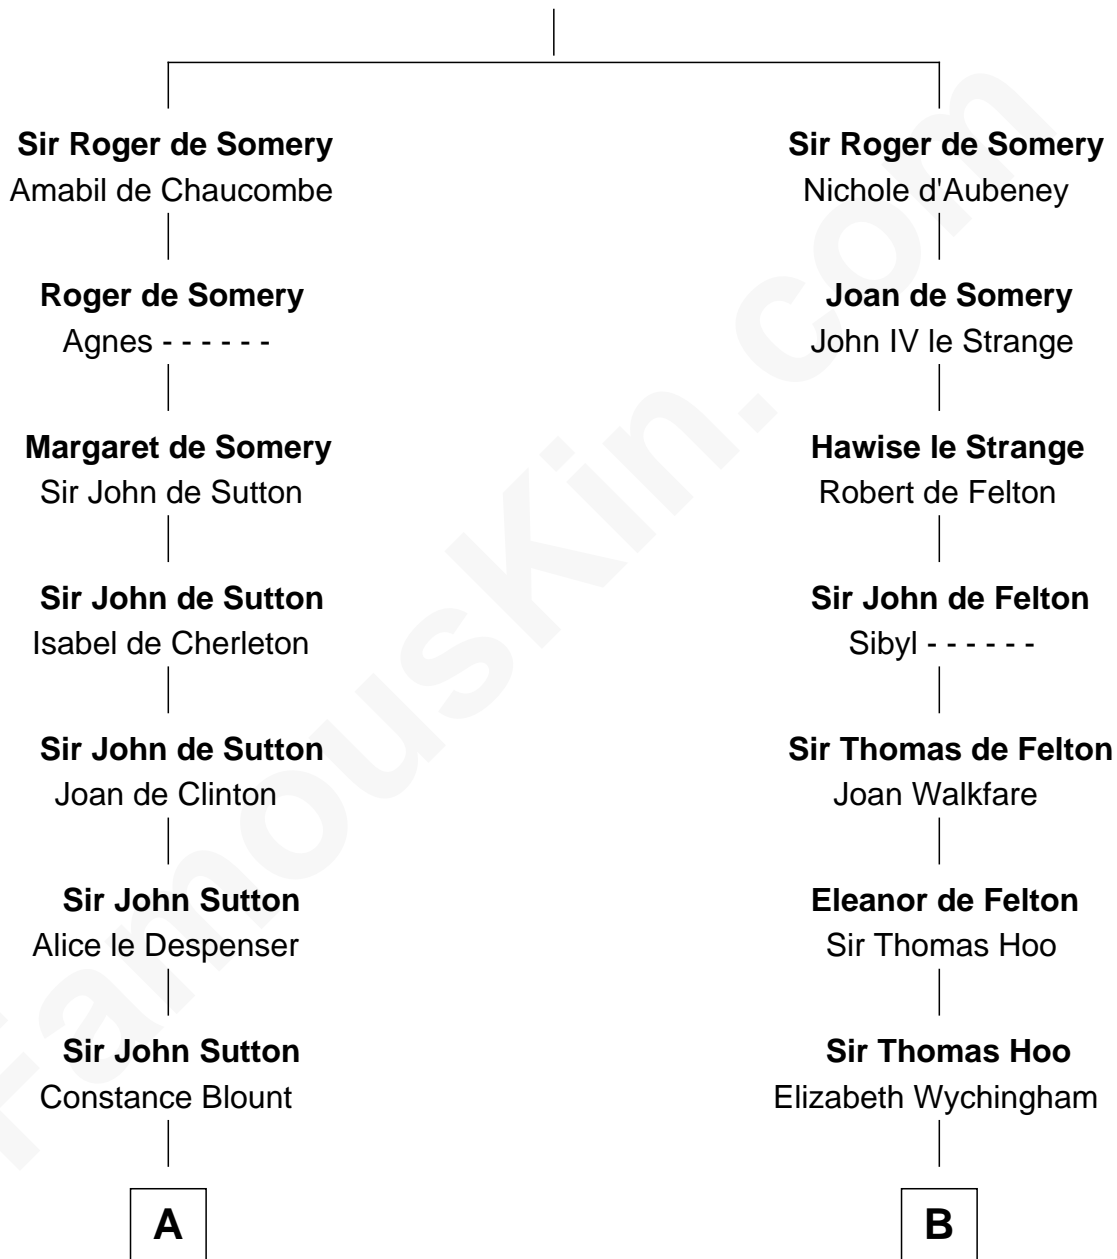 Sir Roger de Somery
Amabil de Chaucombe
Roger de Somery
Agnes - - - - - -
Margaret de Somery
Sir John de Sutton
Sir John de Sutton
Isabel de Cherleton
Sir John de Sutton
Joan de Clinton
Sir John Sutton
Alice le Despenser
Sir John Sutton
Constance Blount
A
Sir Roger de Somery
Nichole d'Aubeney
Joan de Somery
John IV le Strange
Hawise le Strange
Robert de Felton
Sir John de Felton
Sibyl - - - - - -
Sir Thomas de Felton
Joan Walkfare
Eleanor de Felton
Sir Thomas Hoo
Sir Thomas Hoo
Elizabeth Wychingham
B
FamousKin.com